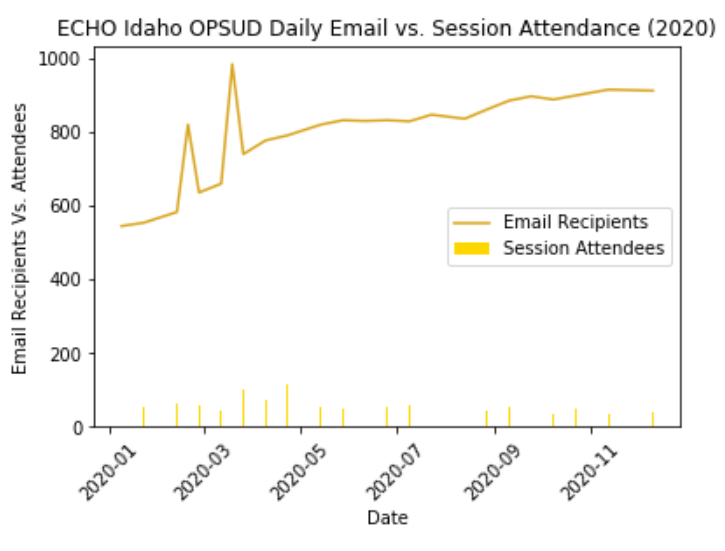 ECHO Idaho OPSUD Daily Email vs. Session Attendance (2020)
Email Recipients Vs. Attendees
1000
800
600
400
200
0
Email Recipients
Session Attendees
2020-01
2020-03
2020-05
2020-07
2020-09
2020-11
Date